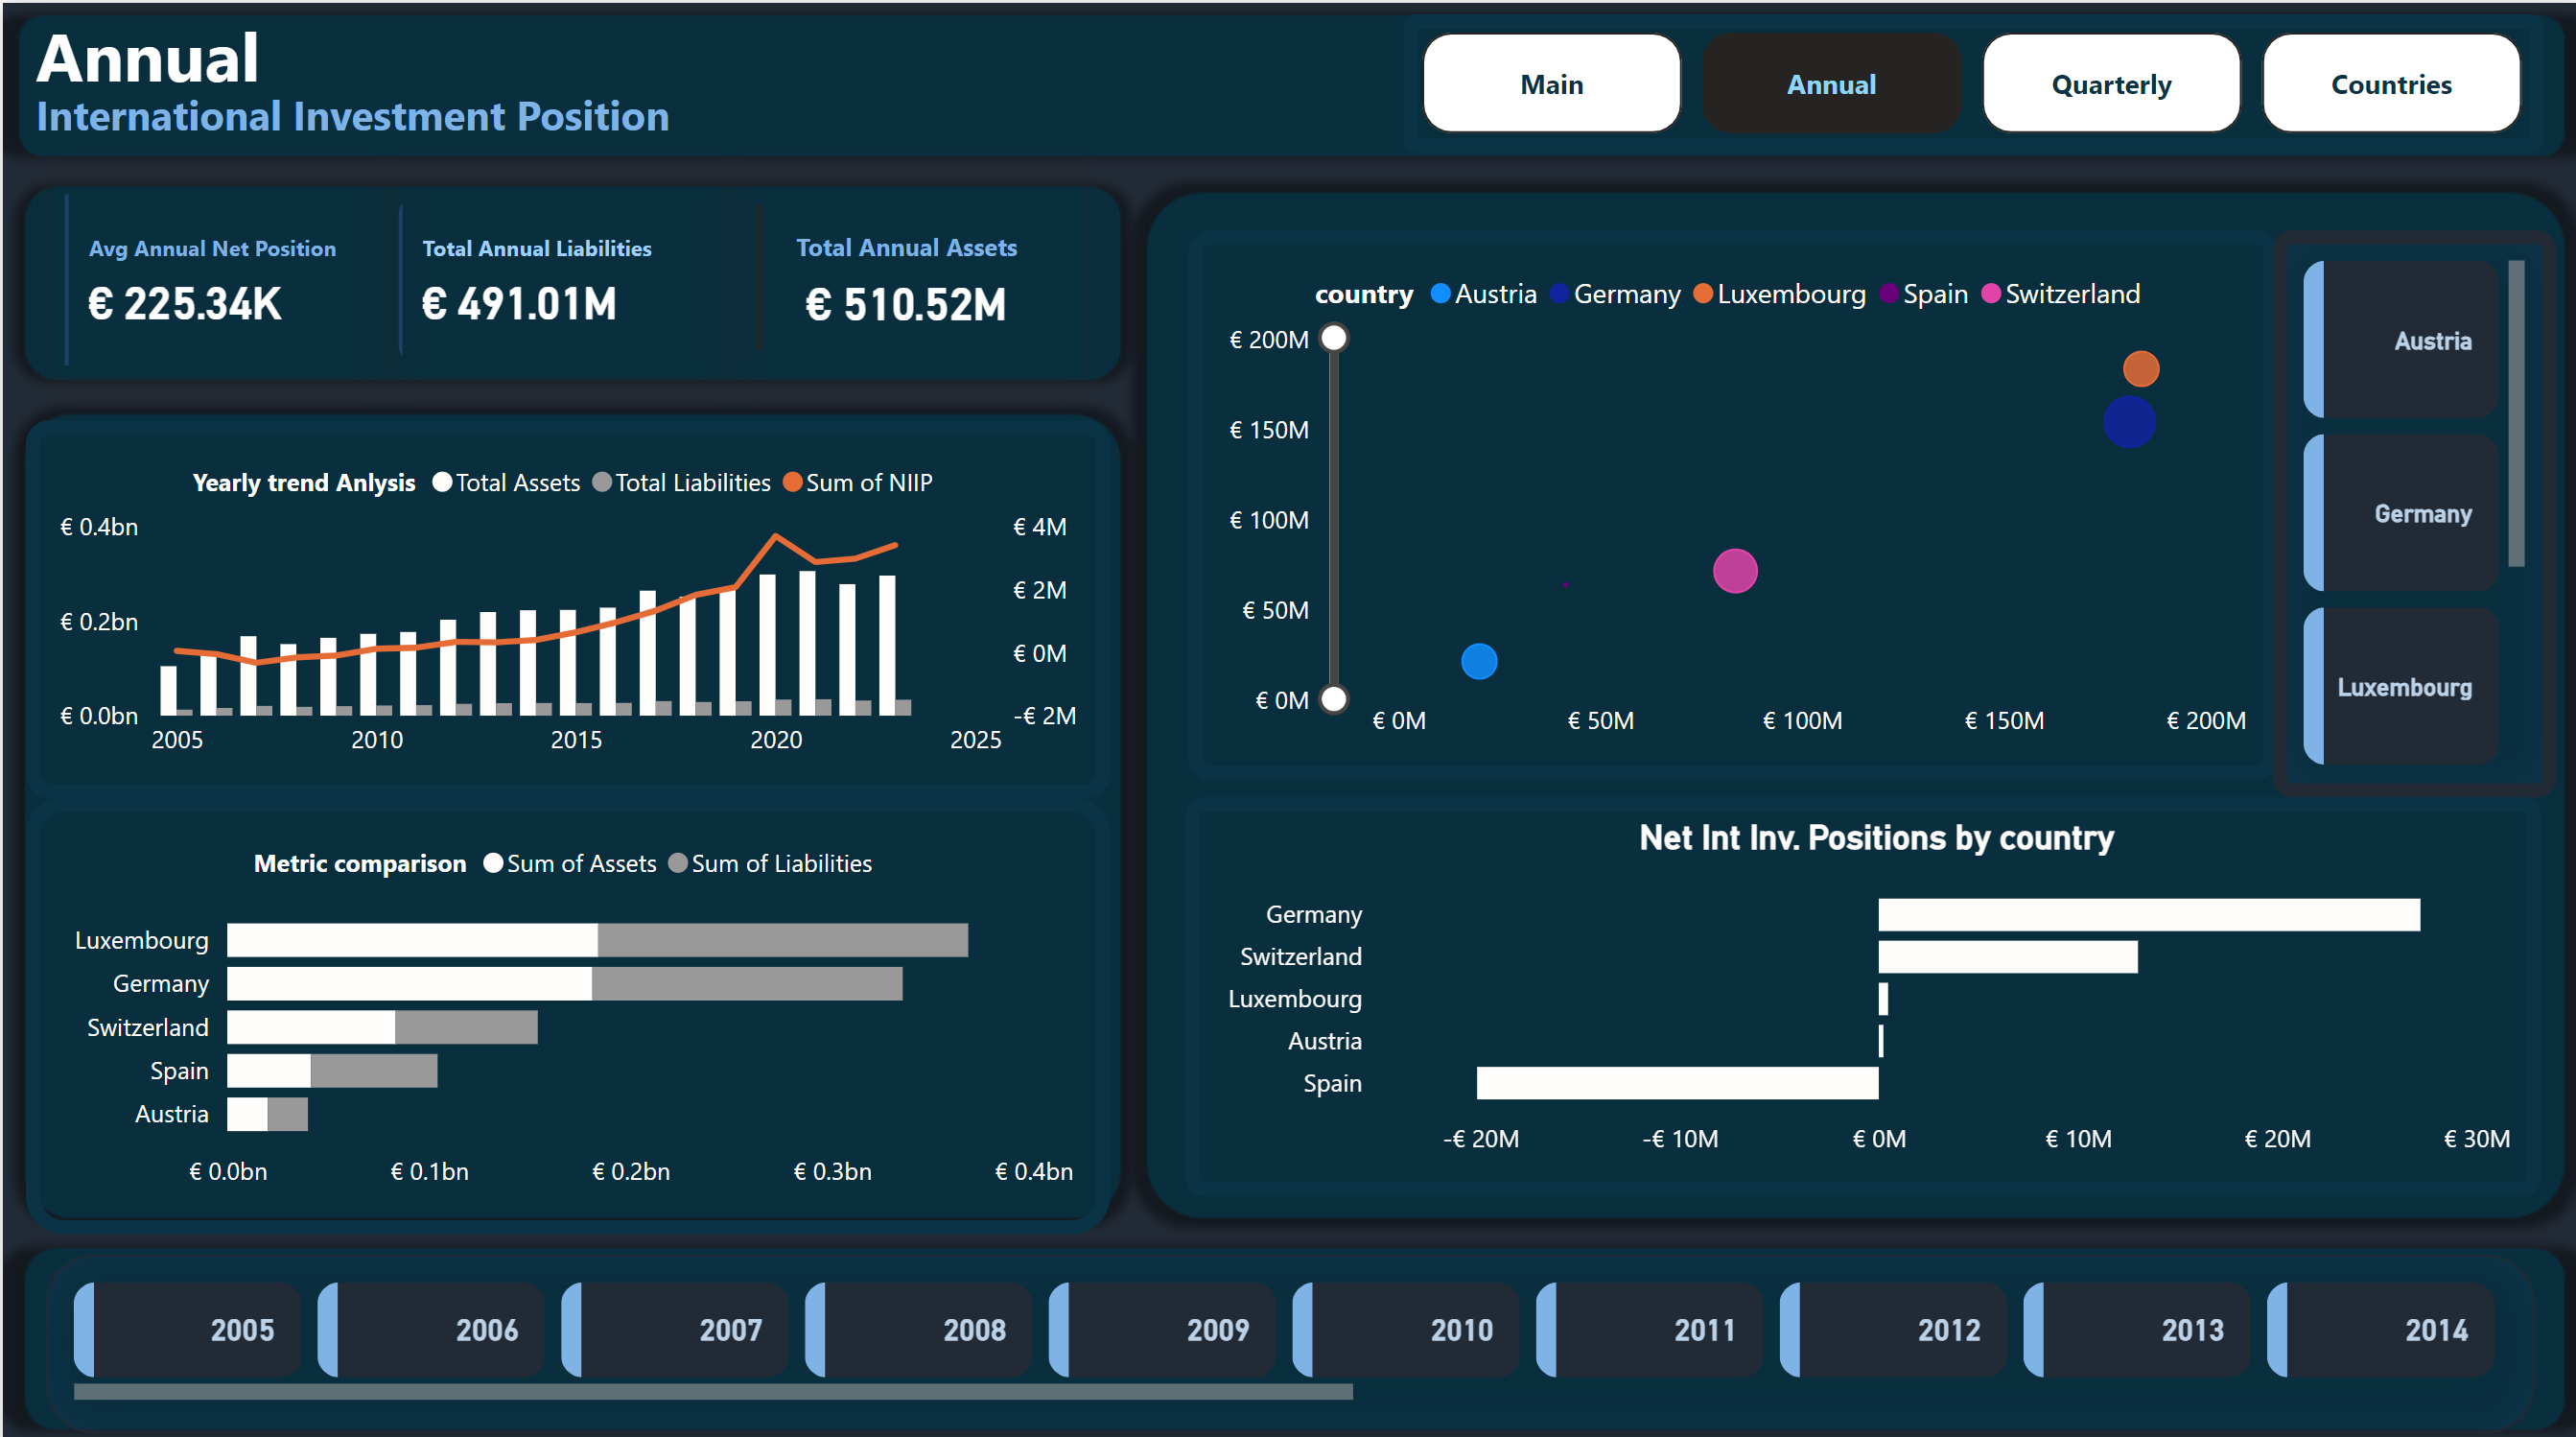 Annual
International Investment Position
Main
Annual
Quarterly
Countries
Avg Annual Net Position
€ 225.34K
Total Annual Liabilities
€ 491.01M
Total Annual Assets
€ 510.52M
Yearly trend Anlysis Total Assets Total Liabilities Sum of NIIP
€ 0.4bn
€ 0.2bn
€ 0.0bn
€ 4M
€ 2M
€ 0M
-€ 2M
2005 2010 2015 2020 2025
Metric comparison Sum of Assets Sum of Liabilities
Luxembourg
Germany
Switzerland
Spain
Austria
€ 0.0bn € 0.1bn € 0.2bn € 0.3bn € 0.4bn
country Austria Germany Luxembourg Spain Switzerland
€ 200M
€ 150M
€ 100M
€ 50M
€ 0M
€ 0M € 50M € 100M € 150M € 200M
Austria
Germany
Luxembourg
Net Int Inv. Positions by country
Germany
Switzerland
Luxembourg
Austria
Spain
-€ 20M -€ 10M € 0M € 10M € 20M € 30M
2005 2006 2007 2008 2009 2010 2011 2012 2013 2014